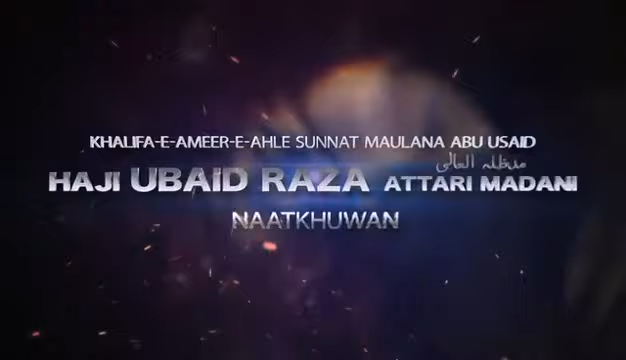 KHALIFA-E-AMEER-E-AHLE SUNNAT MAULANA ABU USAID
HAJI UBAID RAZA ATTARI MADANI مدظلہ العالی
NAATKHUWAN